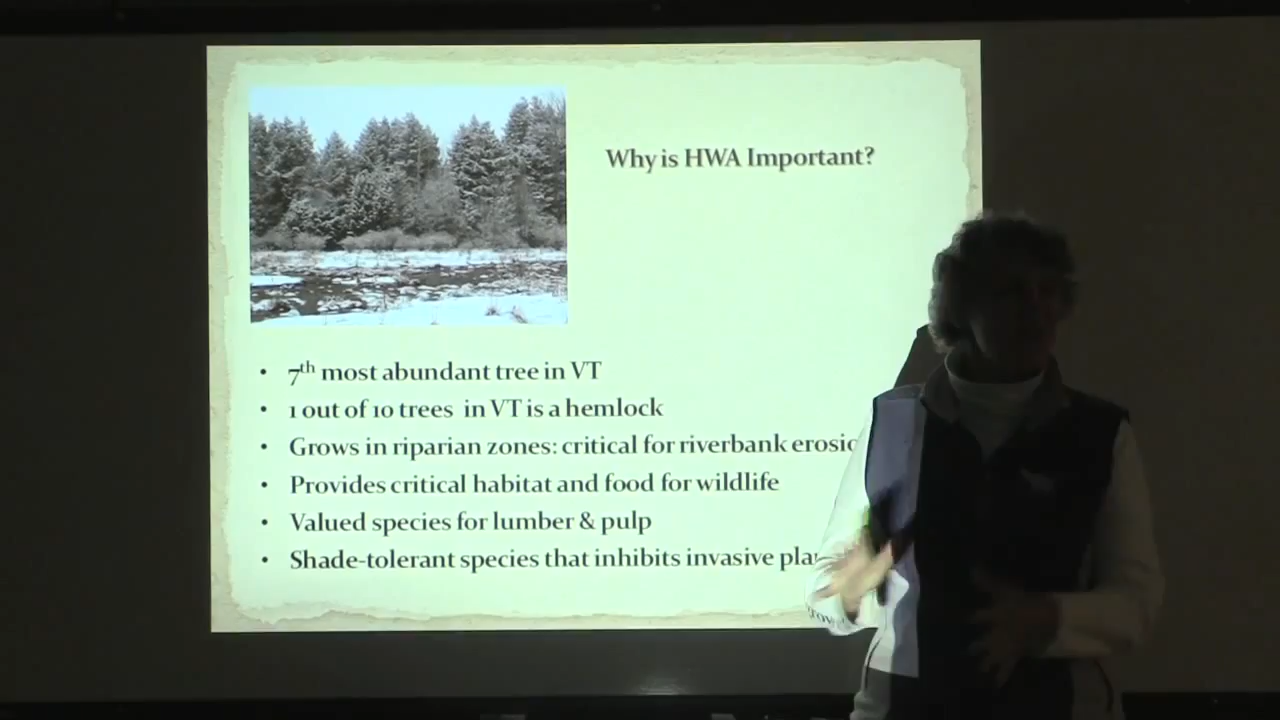 Why is HWA Important?
• 7th most abundant tree in VT
• 1 out of 10 trees in VT is a hemlock
• Grows in riparian zones: critical for riverbank
• Provides critical habitat and food for wildlife
• Valued species for lumber & pulp
• Shade-tolerant species that inhibits invasive